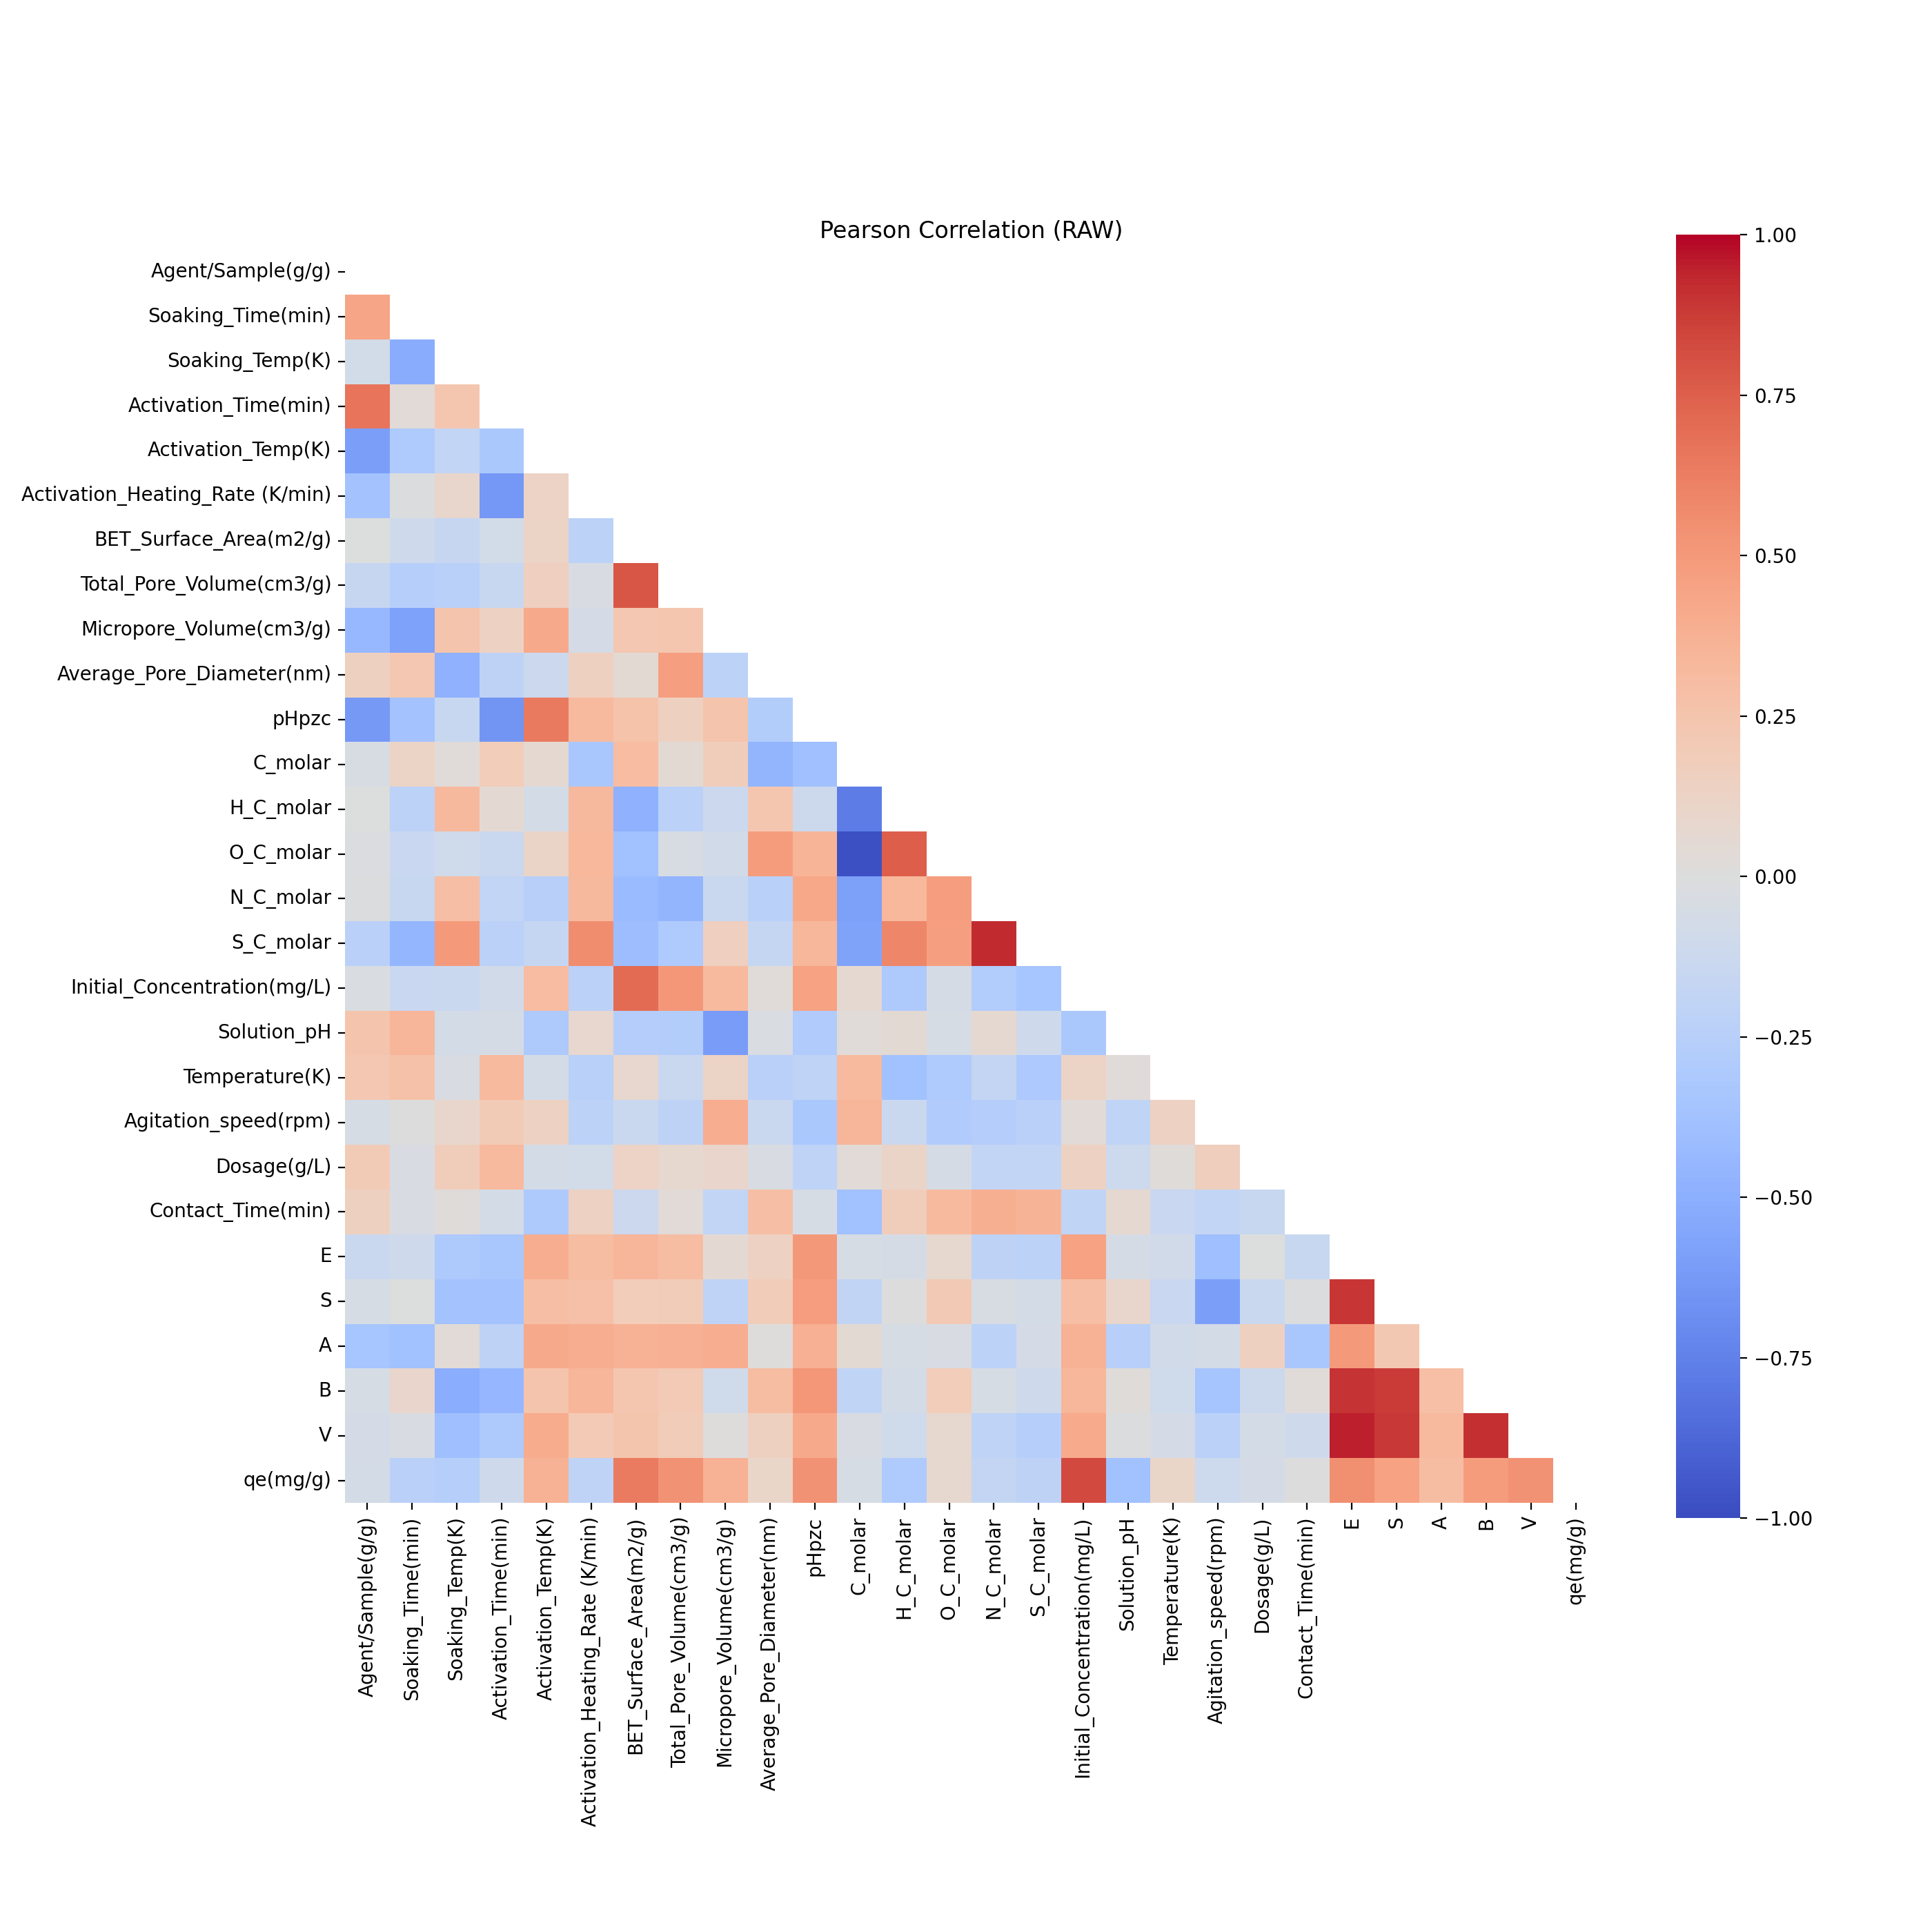 Pearson Correlation (RAW)
Agent/Sample(g/g)
Soaking_Time(min)
Soaking_Temp(K)
Activation_Time(min)
Activation_Temp(K)
Activation_Heating_Rate (K/min)
BET_Surface_Area(m2/g)
Total_Pore_Volume(cm3/g)
Micropore_Volume(cm3/g)
Average_Pore_Diameter(nm)
pHpzc
C_molar
H_C_molar
O_C_molar
N_C_molar
S_C_molar
Initial_Concentration(mg/L)
Solution_pH
Temperature(K)
Agitation_speed(rpm)
Dosage(g/L)
Contact_Time(min)
E
S
A
B
V
qe(mg/g)
Agent/Sample(g/g)
Soaking_Time(min)
Soaking_Temp(K)
Activation_Time(min)
Activation_Temp(K)
Activation_Heating_Rate (K/min)
BET_Surface_Area(m2/g)
Total_Pore_Volume(cm3/g)
Micropore_Volume(cm3/g)
Average_Pore_Diameter(nm)
pHpzc
C_molar
H_C_molar
O_C_molar
N_C_molar
S_C_molar
Initial_Concentration(mg/L)
Solution_pH
Temperature(K)
Agitation_speed(rpm)
Dosage(g/L)
Contact_Time(min)
E
S
A
B
V
qe(mg/g)
1.00
0.75
0.50
0.25
0.00
−0.25
−0.50
−0.75
−1.00